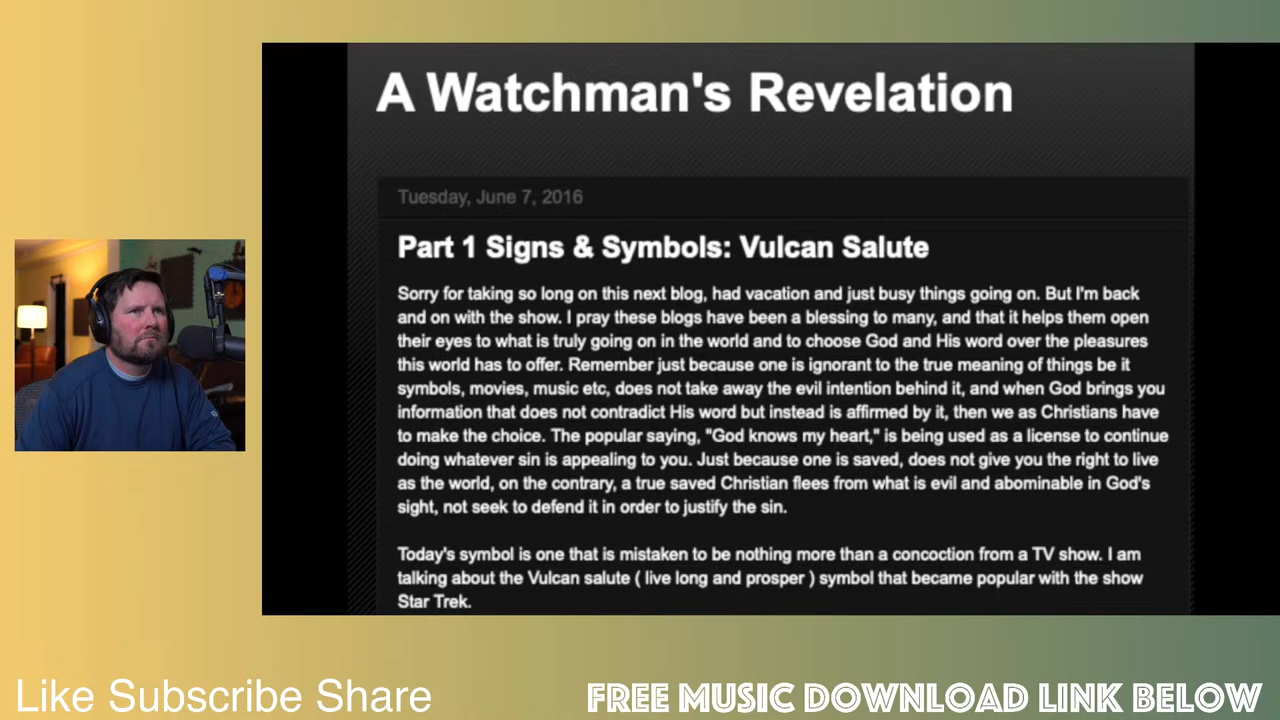 A Watchman's Revelation
Tuesday, June 7, 2016
Part 1 Signs & Symbols: Vulcan Salute
Sorry for taking so long on this next blog, had vacation and just busy things going on. But I'm back
and on with the show. I pray these blogs have been a blessing to many, and that it helps them open
their eyes to what is truly going on in the world and to choose God and His word over the pleasures
this world has to offer. Remember just because one is ignorant to the true meaning of things be it
symbols, movies, music etc, does not take away the evil intention behind it, and when God brings you
information that does not contradict His word but instead is affirmed by it, then we as Christians have
to make the choice. The popular saying, "God knows my heart," is being used as a license to continue
doing whatever sin is appealing to you. Just because one is saved, does not give you the right to live
as the world, on the contrary, a true saved Christian flees from what is evil and abominable in God's
sight, not seek to defend it in order to justify the sin.
Today's symbol is one that is mistaken to be nothing more than a concoction from a TV show. I am
talking about the Vulcan salute ( live long and prosper ) symbol that became popular with the show
Star Trek.
Like Subscribe Share
FREE MUSIC DOWNLOAD LINK BELOW